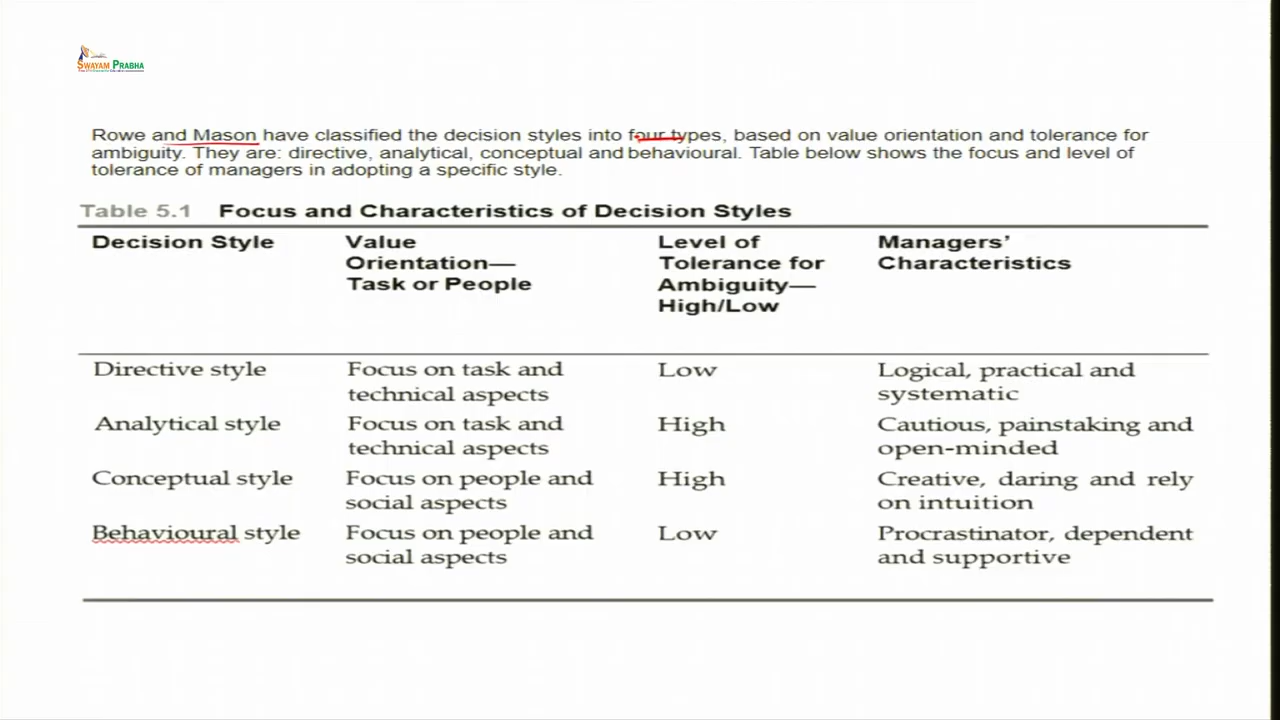 SWAYAM PRABHA
Rowe and Mason have classified the decision styles into four types, based on value orientation and tolerance for
ambiguity. They are: directive, analytical, conceptual and behavioural. Table below shows the focus and level of
tolerance of managers in adopting a specific style.
Table 5.1 Focus and Characteristics of Decision Styles
Decision Style Value Level of Managers'
Orientation— Tolerance for Characteristics
Task or People Ambiguity—
High/Low
Directive style Focus on task and Low Logical, practical and
technical aspects systematic
Analytical style Focus on task and High Cautious, painstaking and
technical aspects open-minded
Conceptual style Focus on people and High Creative, daring and rely
social aspects on intuition
Behavioural style Focus on people and Low Procrastinator, dependent
social aspects and supportive